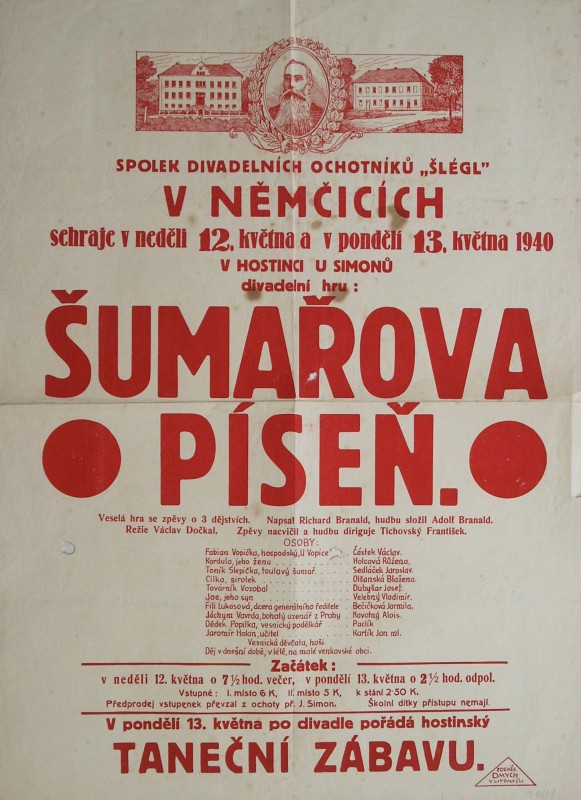 SPOLEK DIVADELNÍCH OCHOTNÍKŮ „ŠLÉGL"
V NĚMČICÍCH
sehraje v neděli 12. května a v pondělí 13. května 1940
V HOSTINCI U SIMONŮ
divadelní hru :
ŠUMAŘOVA
PÍSEŇ.
Veselá hra se zpěvy o 3 dějstvích. Napsal Richard Branald, hudbu složil Adolf Branald.
Režie Václav Dočkal. Zpěvy nacvičil a hudbu diriguje Tichovský František.
OSOBY:
Fabian Vopička, hospodský „U Vopice" Částek Václav.
Kordula, jeho žena Holcová Růžena.
Toník Slepička, toulavý šumař Sedláček Jaroslav.
Cilka, sirotek Olšanská Blažena.
Továrník Vozobal Dubyšar Josef.
Jae, jeho syn Velebný Vladimír.
Fili Lukasová, dcera generálního ředitele Bečičková Jarmila.
Jáchym Vavrda, bohatý uzenář z Prahy Novotný Alois.
Dědek Popilka, vesnický podělkář Paclík
Jaromír Holan, učitel Karlík Jan ml.
Vesnická děvčata, hoši.
Děj v dnešní době, v létě, na malé venkovské obci.
Začátek :
v neděli 12. května o 7½ hod. večer, v pondělí 13. května o 2½ hod. odpol.
Vstupné : I. místo 6 K, II. místo 5 K, k stání 2·50 K.
Předprodej vstupenek převzal z ochoty př. J. Simon. Školní dítky přístupu nemají.
V pondělí 13. května po divadle pořádá hostinský
TANEČNÍ ZÁBAVU.
ZDENĚK
DMYCH
V LITOMYŠLI